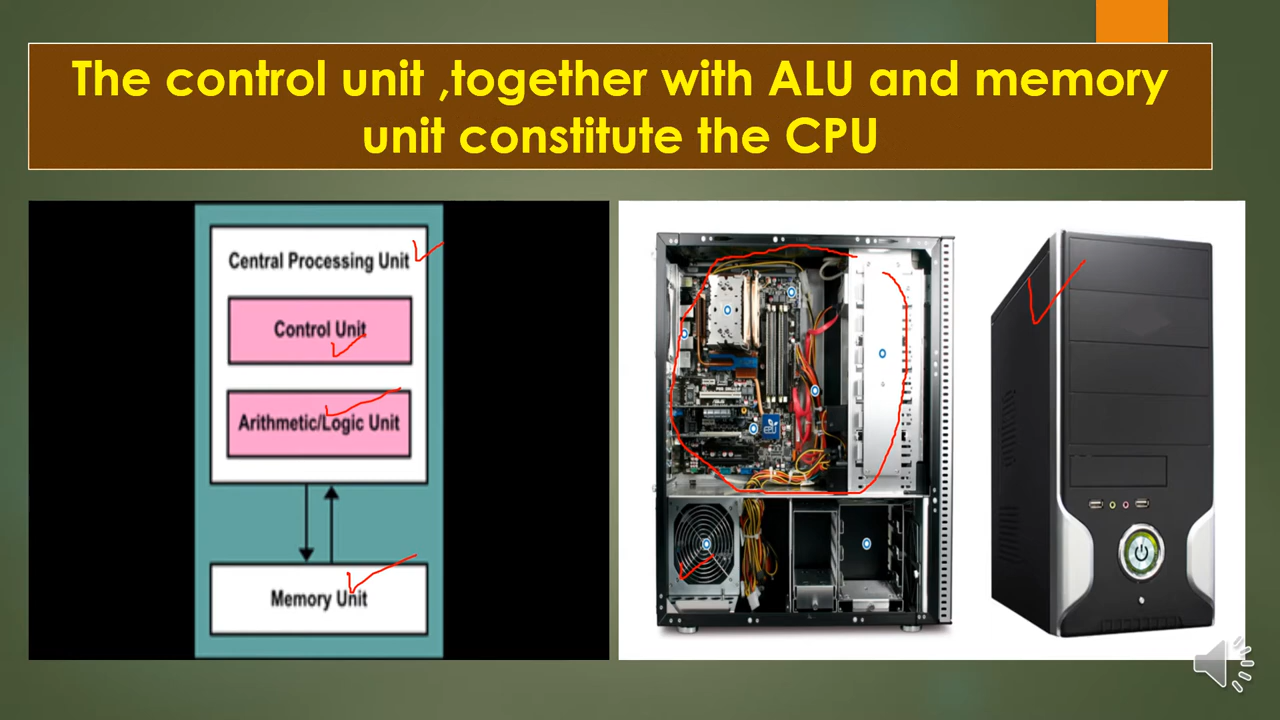 The control unit ,together with ALU and memory
unit constitute the CPU
Central Processing Unit
Control Unit
Arithmetic/Logic Unit
Memory Unit